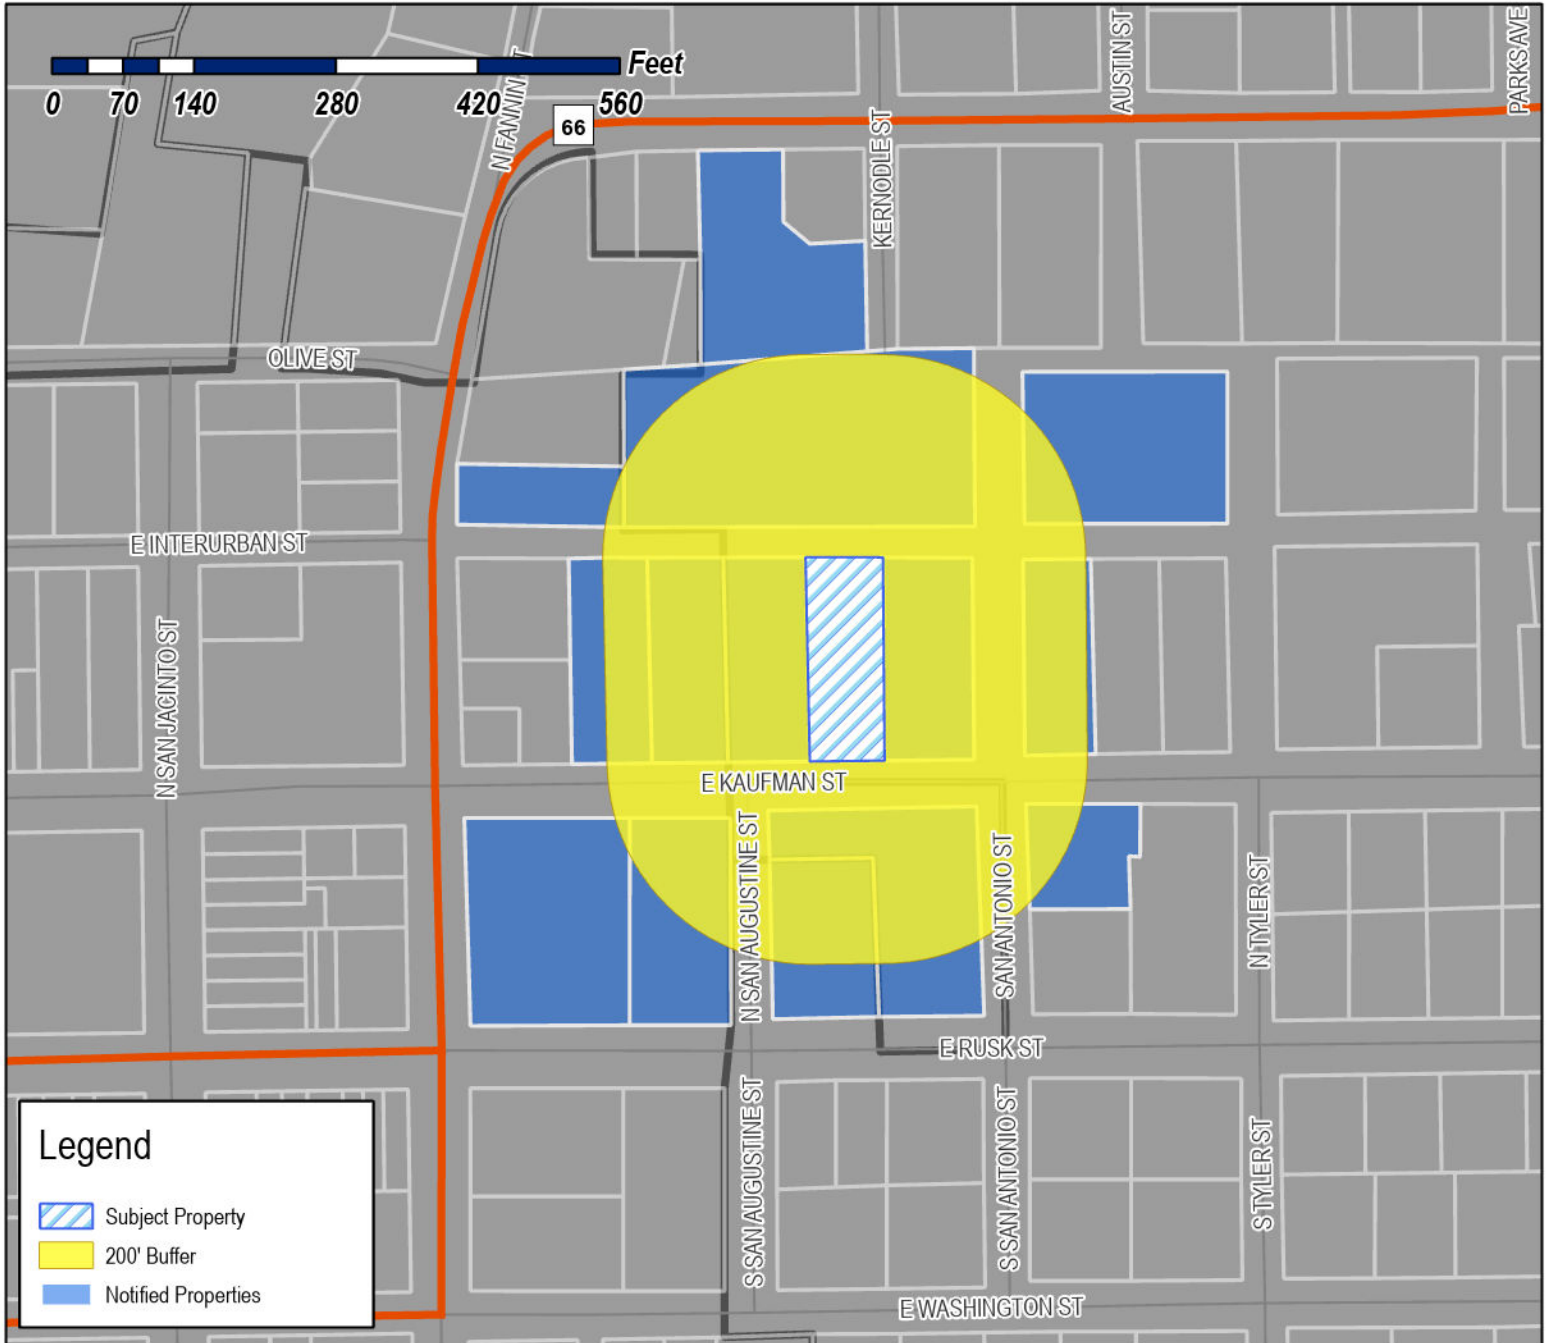 AUSTIN ST
PARKS AVE
Feet
0 70 140 280 420 560
N FANNIN ST
66
KERNODLE ST
OLIVE ST
E INTERURBAN ST
N SAN JACINTO ST
E KAUFMAN ST
N SAN AUGUSTINE ST
SAN ANTONIO ST
N TYLER ST
E RUSK ST
S SAN AUGUSTINE ST
S SAN ANTONIO ST
S TYLER ST
E WASHINGTON ST
Legend
Subject Property
200' Buffer
Notified Properties